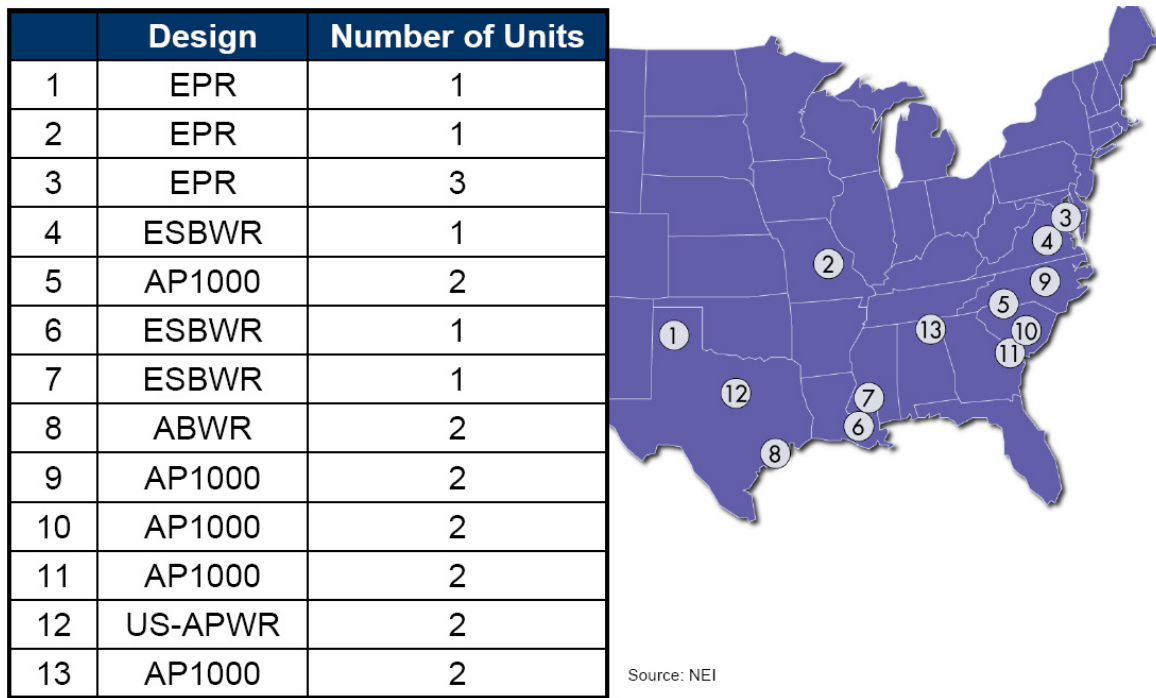 Design Number of Units
1 EPR 1
2 EPR 1
3 EPR 3
4 ESBWR 1
5 AP1000 2
6 ESBWR 1
7 ESBWR 1
8 ABWR 2
9 AP1000 2
10 AP1000 2
11 AP1000 2
12 US-APWR 2
13 AP1000 2
3
4
2
9
5
1
13
10
11
12
7
6
8
Source: NEI